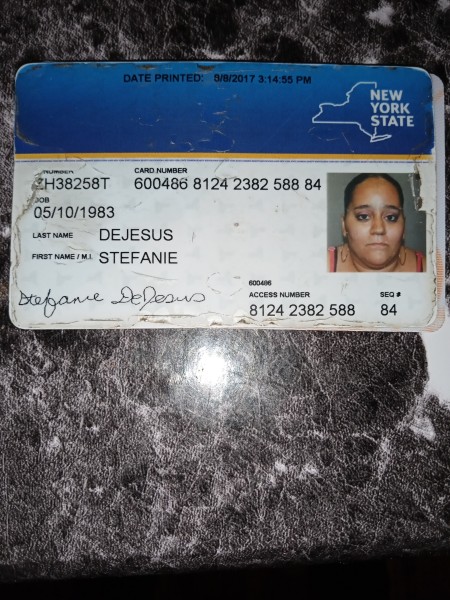 DATE PRINTED: 8/8/2017 3:14:55 PM
NEW
YORK
STATE
CARD NUMBER
ZH38258T 600486 8124 2382 588 84
DOB
05/10/1983
LAST NAME DEJESUS
FIRST NAME / M.I. STEFANIE
Stefanie DeJesus
600486
ACCESS NUMBER SEQ #
8124 2382 588 84